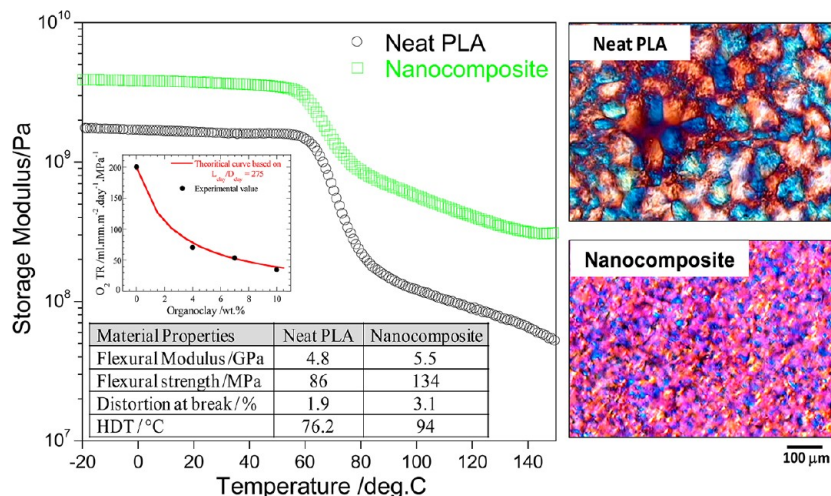 Storage Modulus/Pa
10^10
10^9
10^8
10^7
-20 0 20 40 60 80 100 120 140
Temperature /deg.C
Neat PLA
Nanocomposite
O2 TR /ml.mm.m^-2.day^-1.MPa^-1
250
200
150
100
50
0
0 2 4 6 8 10
Organoclay /wt.%
Theoritical curve based on
L_clay/D_clay = 275
Experimental value
Material Properties Neat PLA Nanocomposite
Flexural Modulus /GPa 4.8 5.5
Flexural strength /MPa 86 134
Distortion at break / % 1.9 3.1
HDT / °C 76.2 94
Neat PLA
Nanocomposite
100 µm